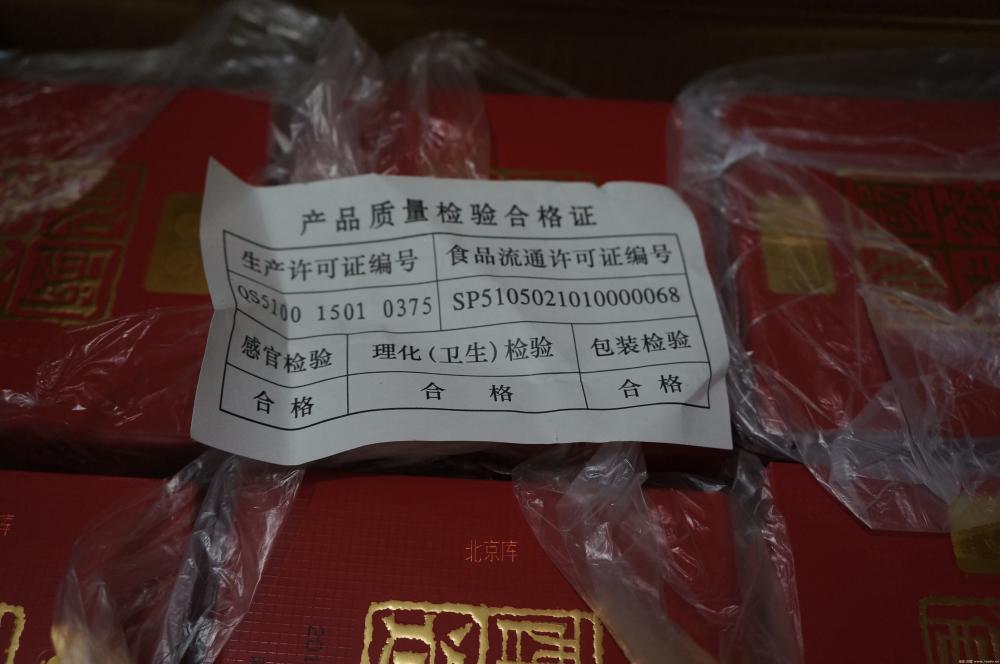 产品质量检验合格证
生产许可证编号 食品流通许可证编号
QS5100 1501 0375 SP5105021010000068
感官检验 理化(卫生)检验 包装检验
合格 合格 合格
北京库